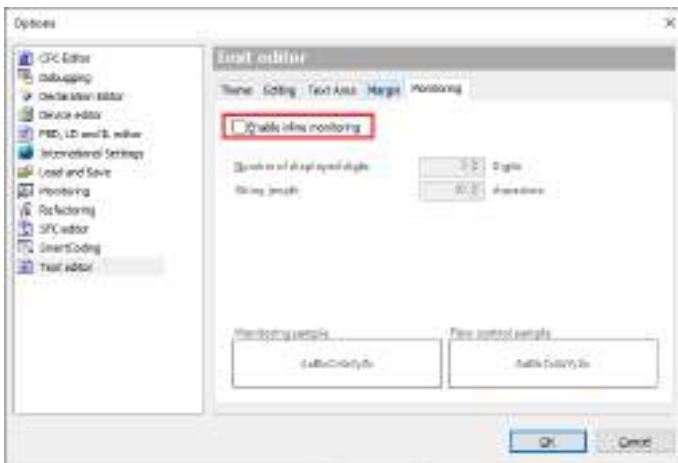 Options
CFC Editor
Debugging
Declaration Editor
Device editor
FBD, LD and IL editor
International Settings
Load and Save
Monitoring
Refactoring
SFC editor
SmartCoding
Text editor
Text editor
Theme Editing Text Area Margin Monitoring
Enable inline monitoring
Number of displayed digits
Digits
String length
characters
Monitoring sample
Flow control sample
OK Cancel